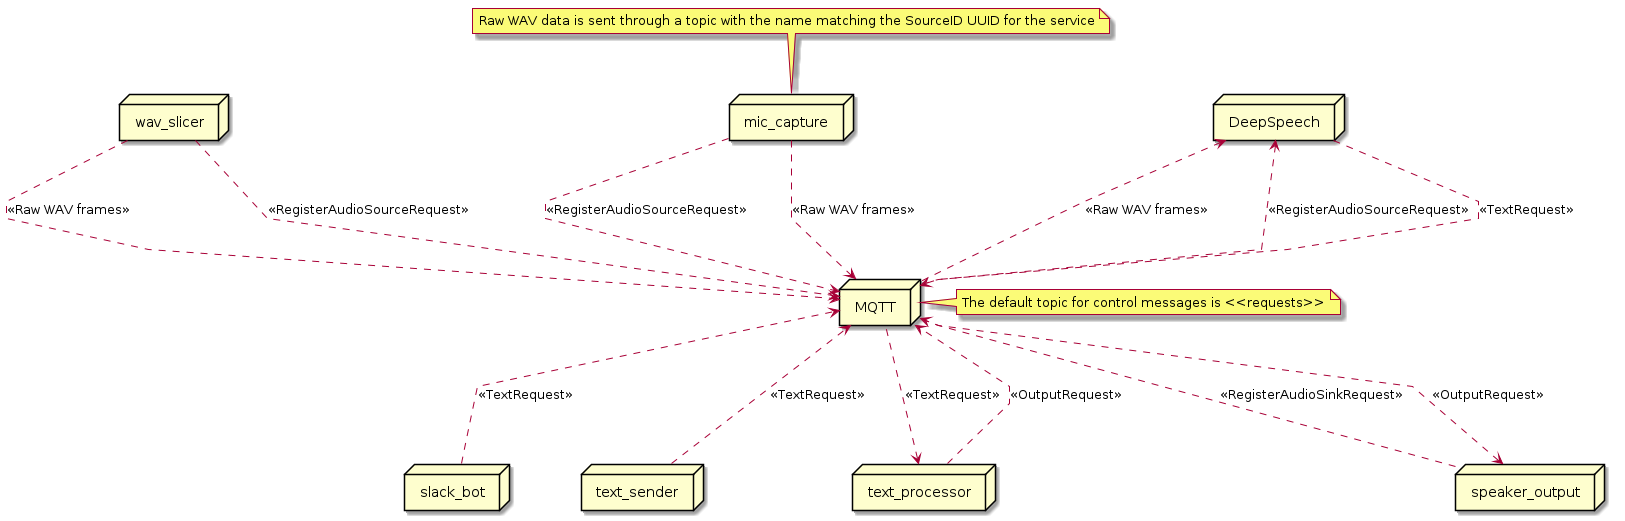 Raw WAV data is sent through a topic with the name matching the SourceID UUID for the service
wav_slicer
mic_capture
DeepSpeech
«Raw WAV frames»
«RegisterAudioSourceRequest»
«RegisterAudioSourceRequest»
«Raw WAV frames»
«Raw WAV frames»
«RegisterAudioSourceRequest»
«TextRequest»
MQTT
The default topic for control messages is <<requests>>
«TextRequest»
«TextRequest»
«TextRequest»
«OutputRequest»
«RegisterAudioSinkRequest»
«OutputRequest»
slack_bot
text_sender
text_processor
speaker_output